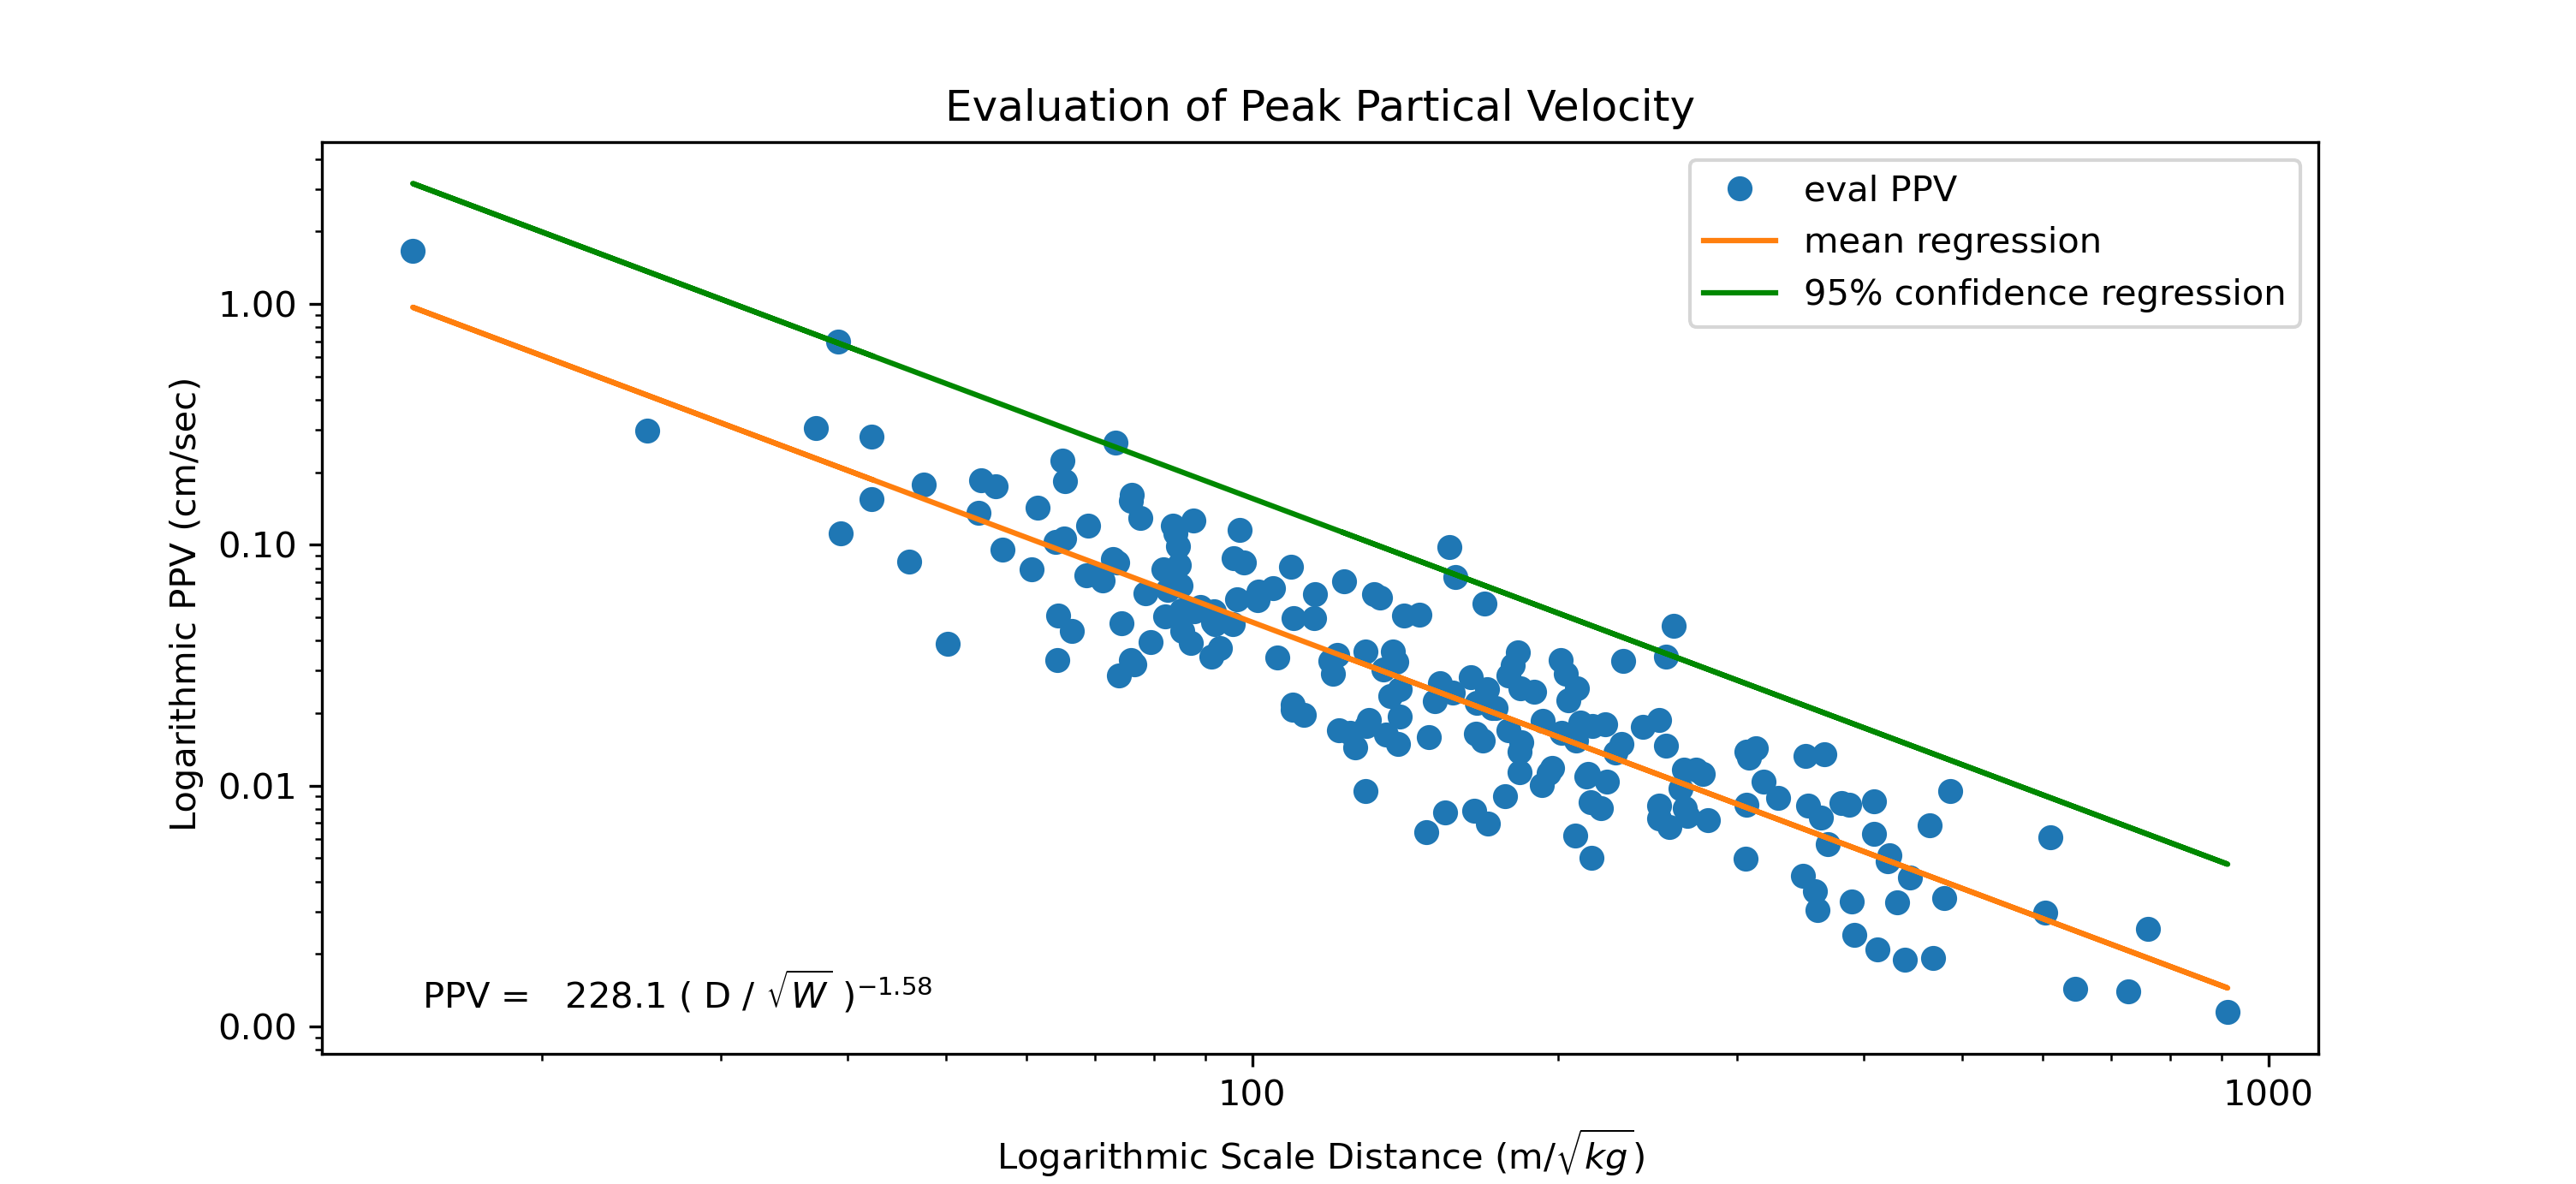 Evaluation of Peak Partical Velocity
eval PPV
mean regression
95% confidence regression
Logarithmic PPV (cm/sec)
1.00
0.10
0.01
0.00
PPV = 228.1 ( D / √W )^−1.58
100
1000
Logarithmic Scale Distance (m/√kg)